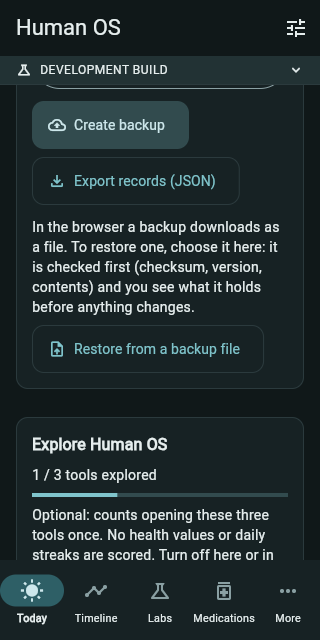 Human OS
DEVELOPMENT BUILD
Create backup
Export records (JSON)
In the browser a backup downloads as
a file. To restore one, choose it here: it
is checked first (checksum, version,
contents) and you see what it holds
before anything changes.
Restore from a backup file
Explore Human OS
1 / 3 tools explored
Optional: counts opening these three
tools once. No health values or daily
streaks are scored. Turn off here or in
Today
Timeline
Labs
Medications
More